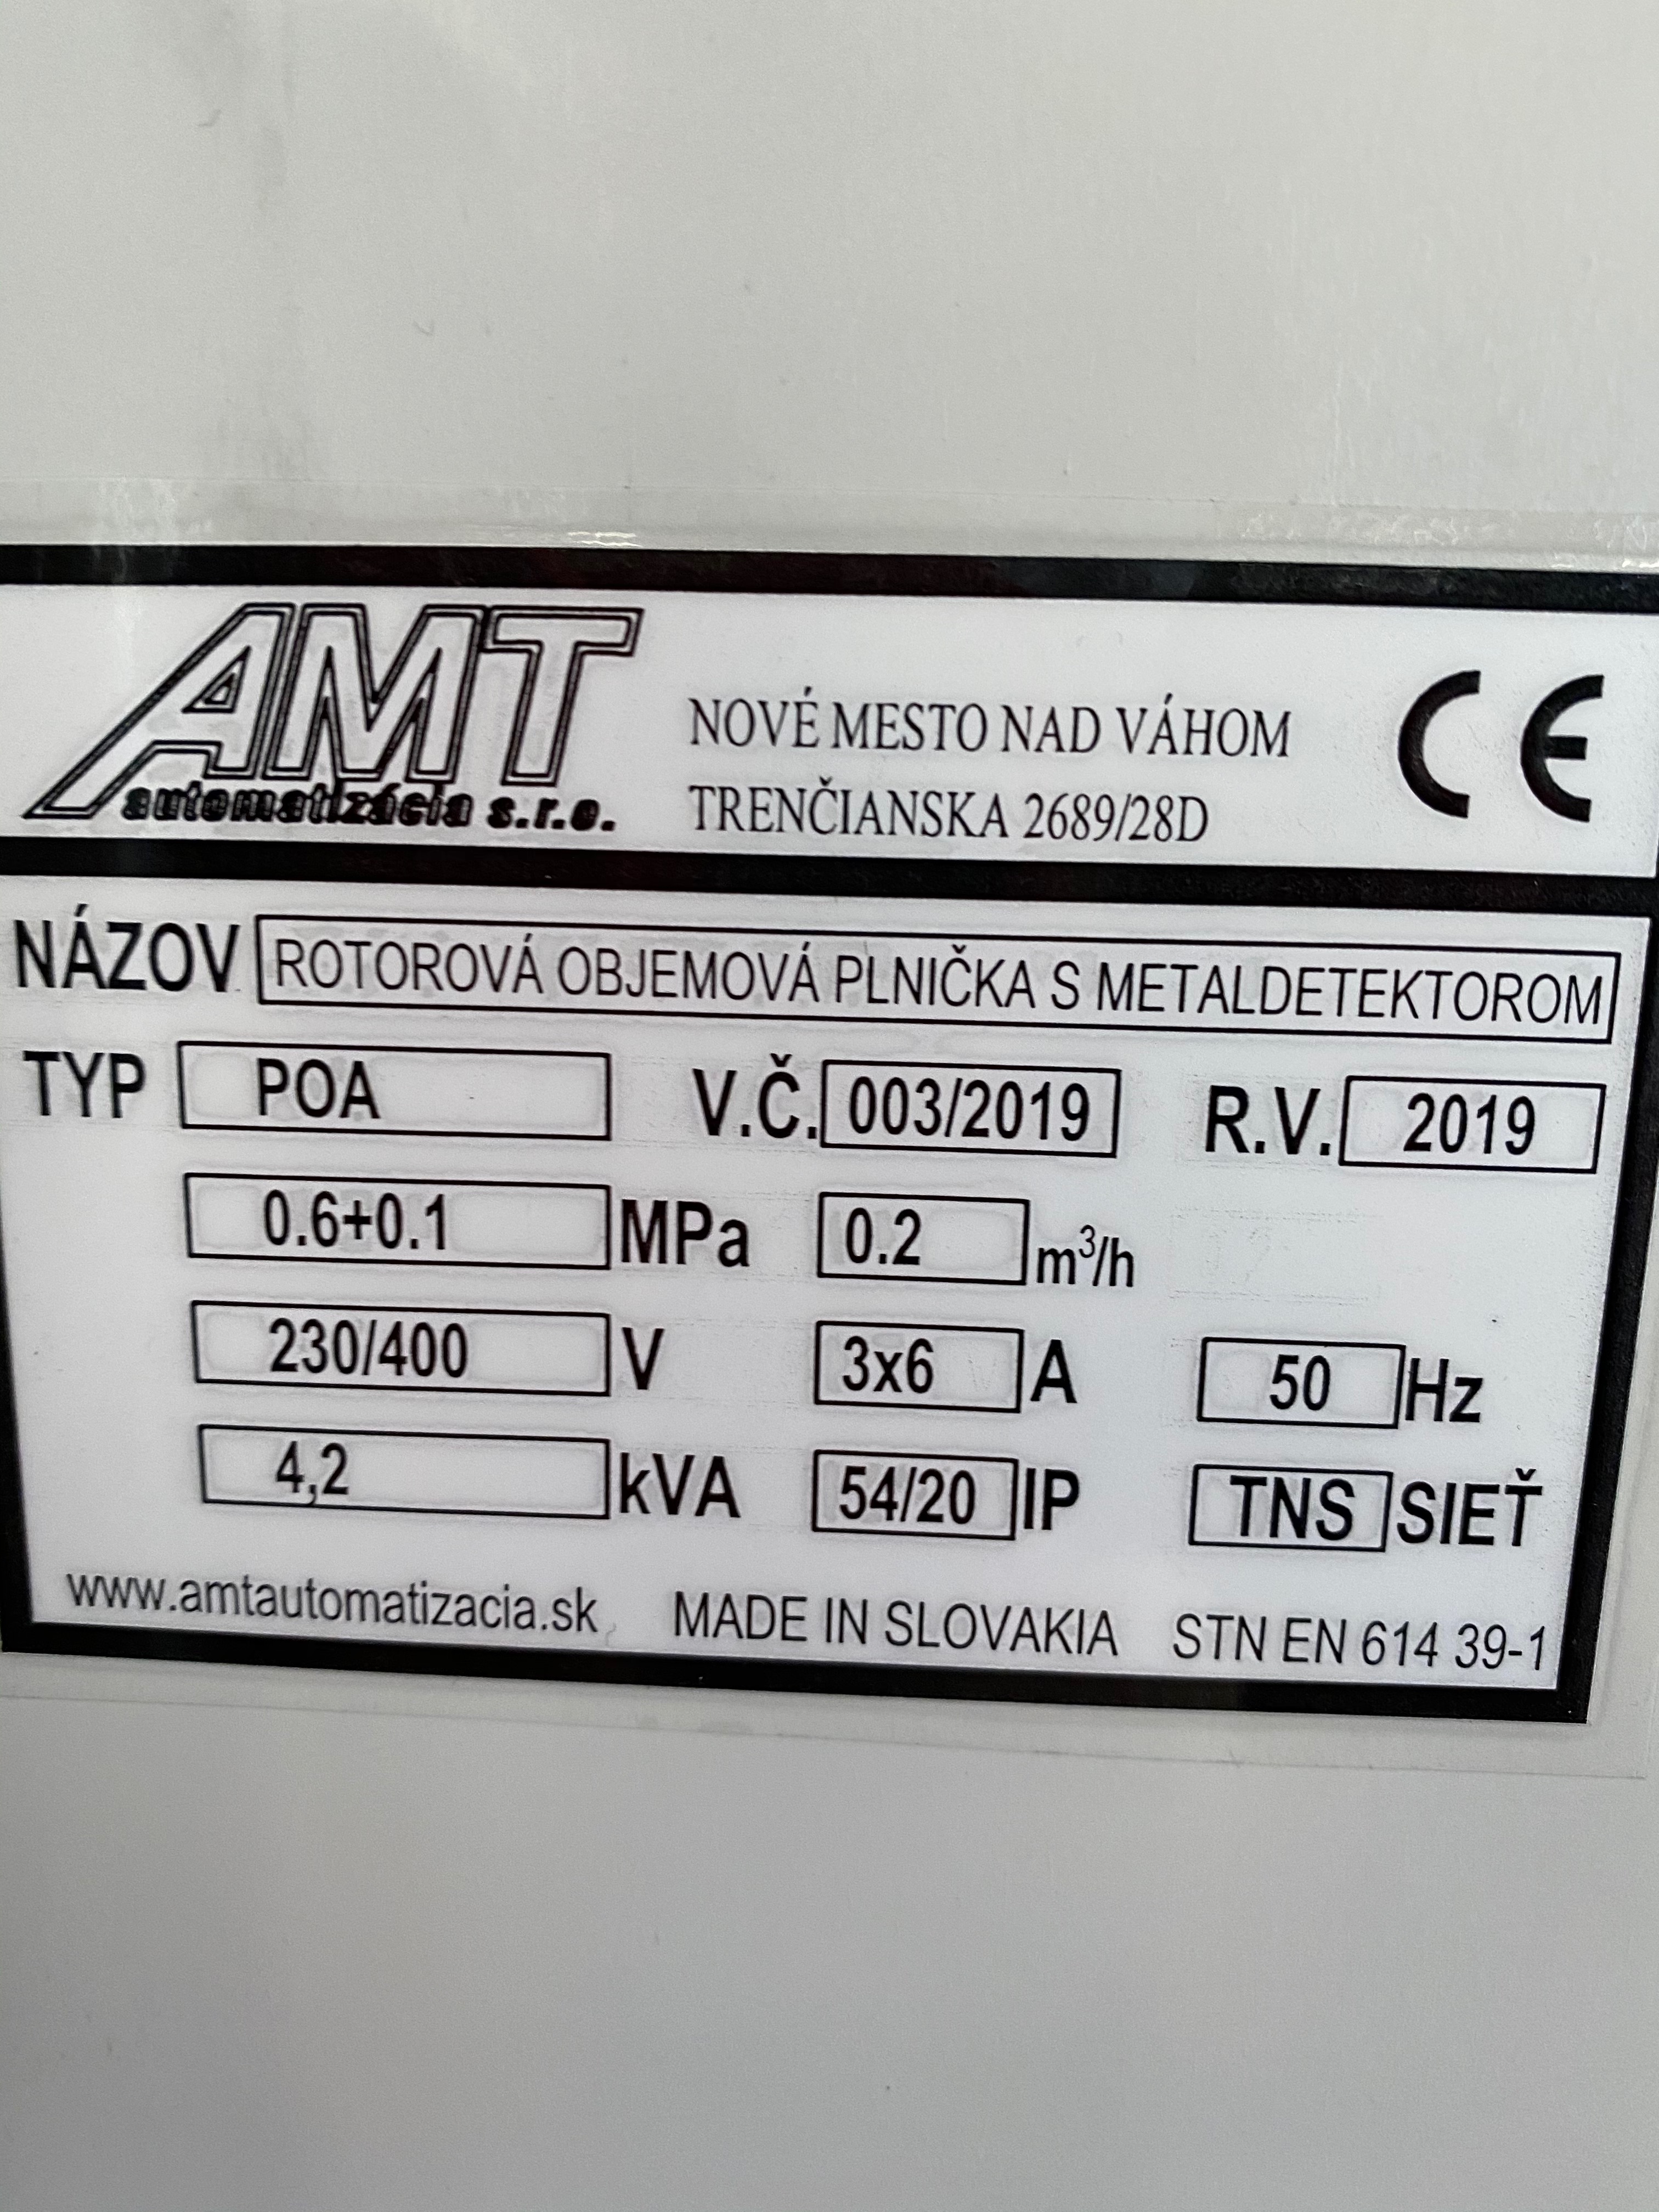 AMT
automatizácia s.r.o.
NOVÉ MESTO NAD VÁHOM
TRENČIANSKA 2689/28D
CE
NÁZOV ROTOROVÁ OBJEMOVÁ PLNIČKA S METALDETEKTOROM
TYP POA V.Č. 003/2019 R.V. 2019
0.6+0.1 MPa 0.2 m³/h
230/400 V 3x6 A 50 Hz
4,2 kVA 54/20 IP TNS SIEŤ
www.amtautomatizacia.sk MADE IN SLOVAKIA STN EN 614 39-1